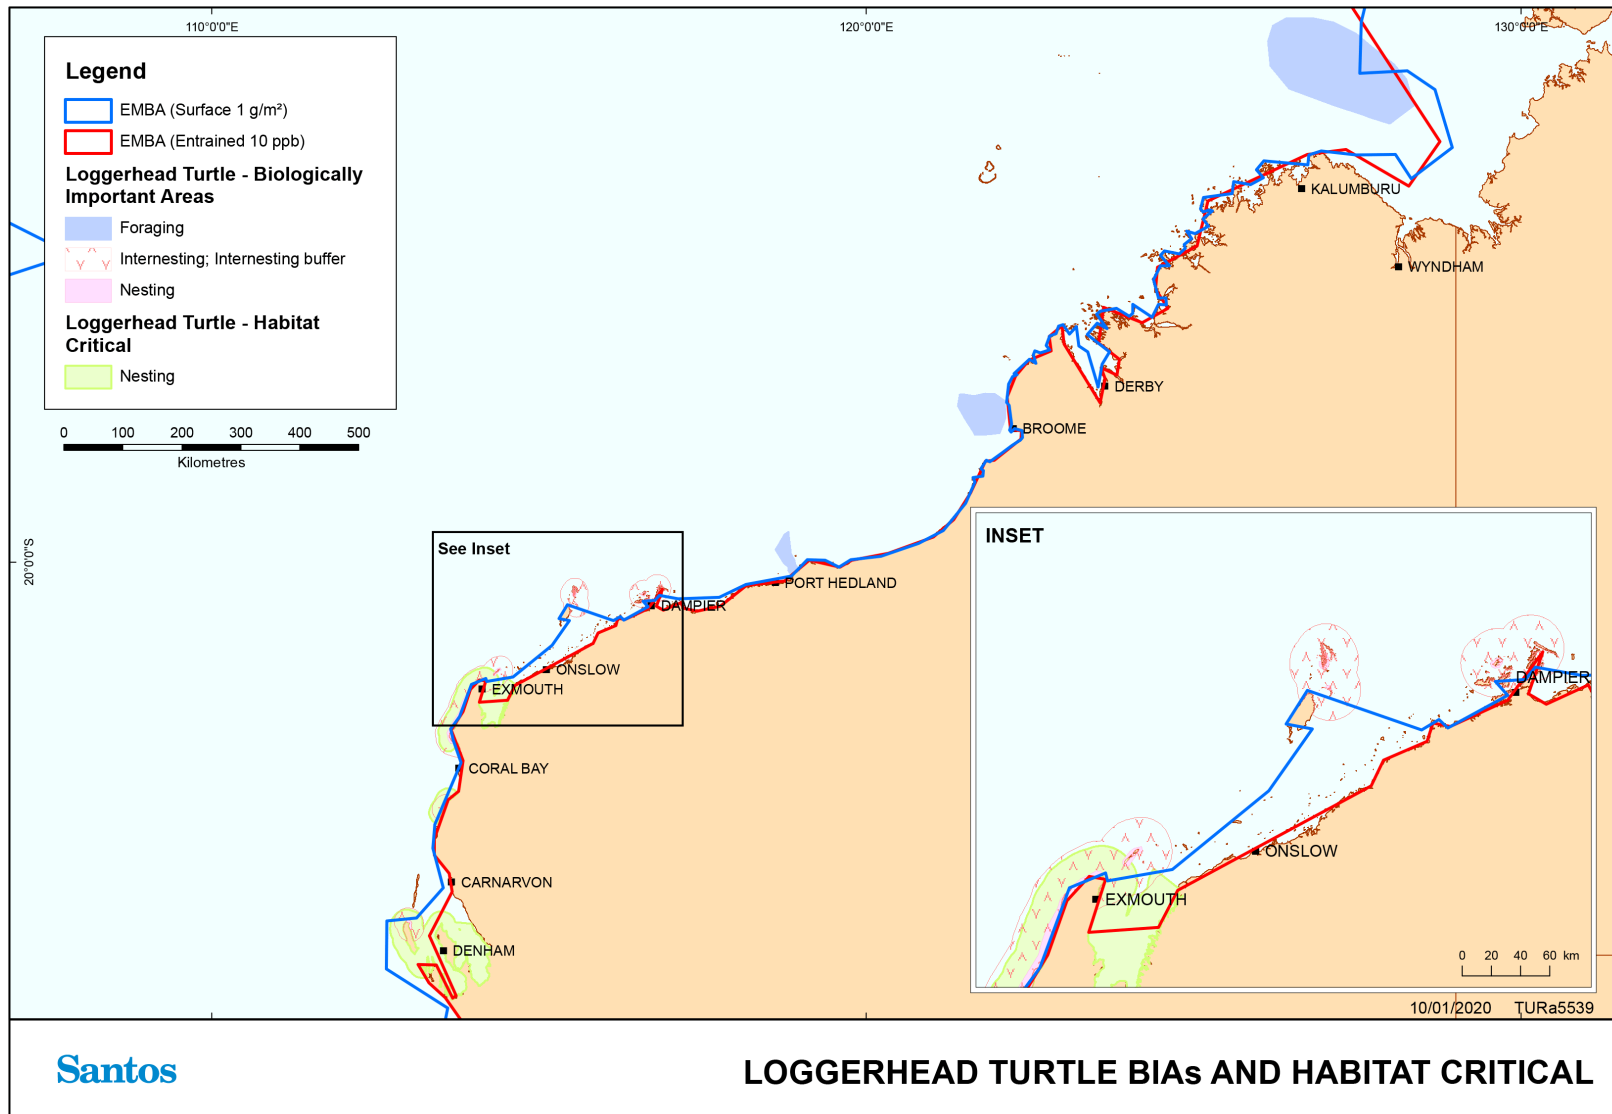 110°0'0"E
120°0'0"E
130°0'0"E
Legend
EMBA (Surface 1 g/m²)
EMBA (Entrained 10 ppb)
Loggerhead Turtle - Biologically
Important Areas
Foraging
Internesting; Internesting buffer
Nesting
Loggerhead Turtle - Habitat
Critical
Nesting
0 100 200 300 400 500
Kilometres
KALUMBURU
WYNDHAM
DERBY
BROOME
20°0'0"S
See Inset
PORT HEDLAND
DAMPIER
ONSLOW
EXMOUTH
CORAL BAY
CARNARVON
DENHAM
INSET
DAMPIER
ONSLOW
EXMOUTH
0 20 40 60 km
10/01/2020 TURa5539
Santos
LOGGERHEAD TURTLE BIAs AND HABITAT CRITICAL